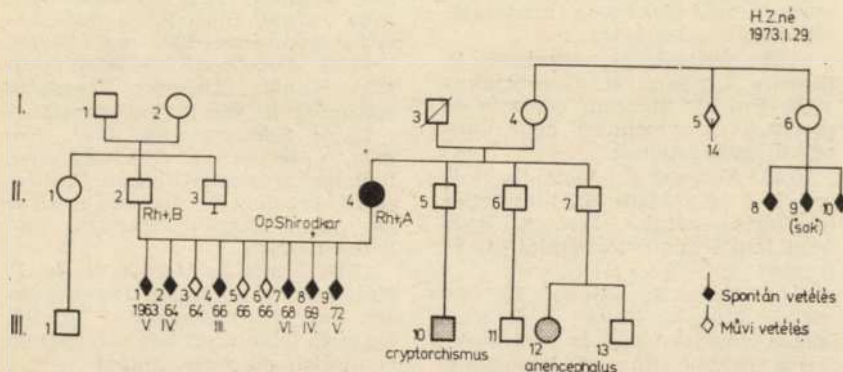 H.Z.né
1973.I.29.
I.
1
2
3
4
5
14
6
II.
1
2
3
4
5
6
7
8
9
10
Rh+,B
Op.Shirodkar
Rh+,A
(sok)
1 2 3 4 5 6 7 8 9
1963 64 64 66 66 66 68 69 72
V. IV. III. VI. IV. V.
Spontán vetélés
Művi vetélés
III.
1
10
11
12
13
cryptorchismus
anencephalus